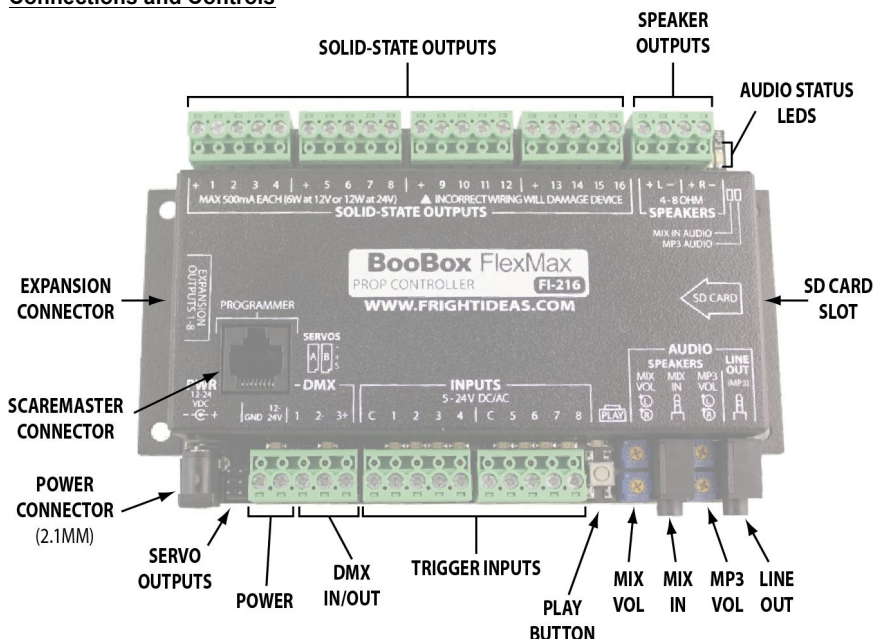 Connections and Controls
SOLID-STATE OUTPUTS
SPEAKER
OUTPUTS
AUDIO STATUS
LEDS
+ 1 2 3 4 + 5 6 7 8 + 9 10 11 12 + 13 14 15 16
MAX 500mA EACH (6W at 12V or 12W at 24V) ⚠ INCORRECT WIRING WILL DAMAGE DEVICE
SOLID-STATE OUTPUTS
+ L - + R -
4 - 8 OHM
SPEAKERS
MIX IN AUDIO
MP3 AUDIO
EXPANSION
CONNECTOR
EXPANSION
OUTPUTS 1-8
BooBox FlexMax
PROP CONTROLLER FI-216
WWW.FRIGHTIDEAS.COM
SD CARD
SD CARD
SLOT
PROGRAMMER
SERVOS
A B
- + S
SCAREMASTER
CONNECTOR
PWR
12-24
VDC
- +
GND 12-24V
DMX
1 2- 3+
INPUTS
5 - 24V DC/AC
C 1 2 3 4 C 5 6 7 8
PLAY
AUDIO
SPEAKERS
MIX VOL
MIX IN
MP3 VOL
LINE OUT
(MP3)
L
R
L
R
POWER
CONNECTOR
(2.1MM)
SERVO
OUTPUTS
POWER
DMX
IN/OUT
TRIGGER INPUTS
PLAY
BUTTON
MIX
VOL
MIX
IN
MP3
VOL
LINE
OUT